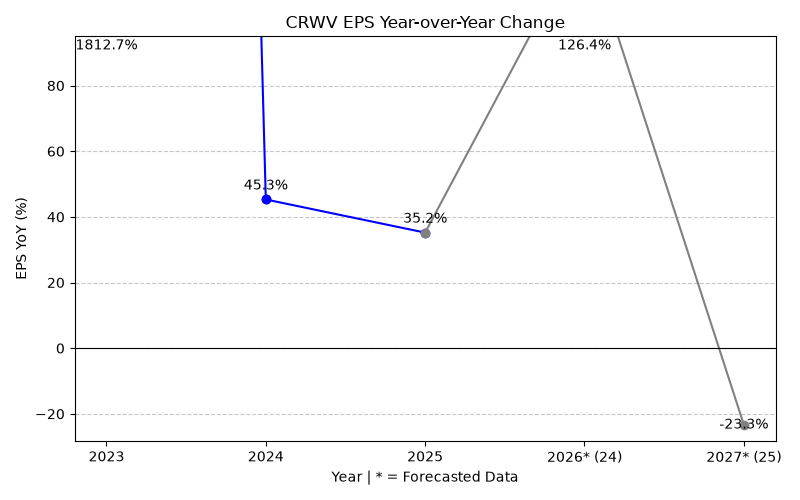 CRWV EPS Year-over-Year Change
1812.7%
126.4%
80
60
45.3%
40
35.2%
20
0
−20
-23.3%
EPS YoY (%)
2023 2024 2025 2026* (24) 2027* (25)
Year | * = Forecasted Data